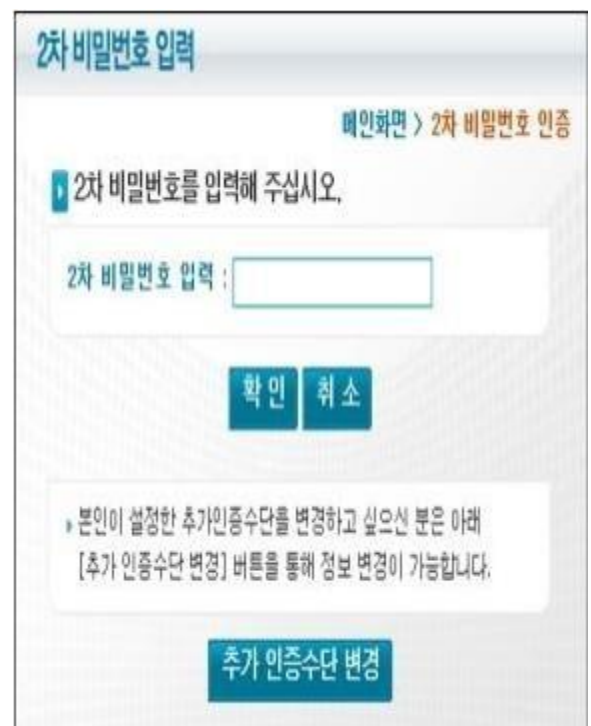 2차 비밀번호 입력
메인화면 > 2차 비밀번호 인증
2차 비밀번호를 입력해 주십시오.
2차 비밀번호 입력 :
확인 취소
본인이 설정한 추가인증수단을 변경하고 싶으신 분은 아래
[추가 인증수단 변경] 버튼을 통해 정보 변경이 가능합니다.
추가 인증수단 변경